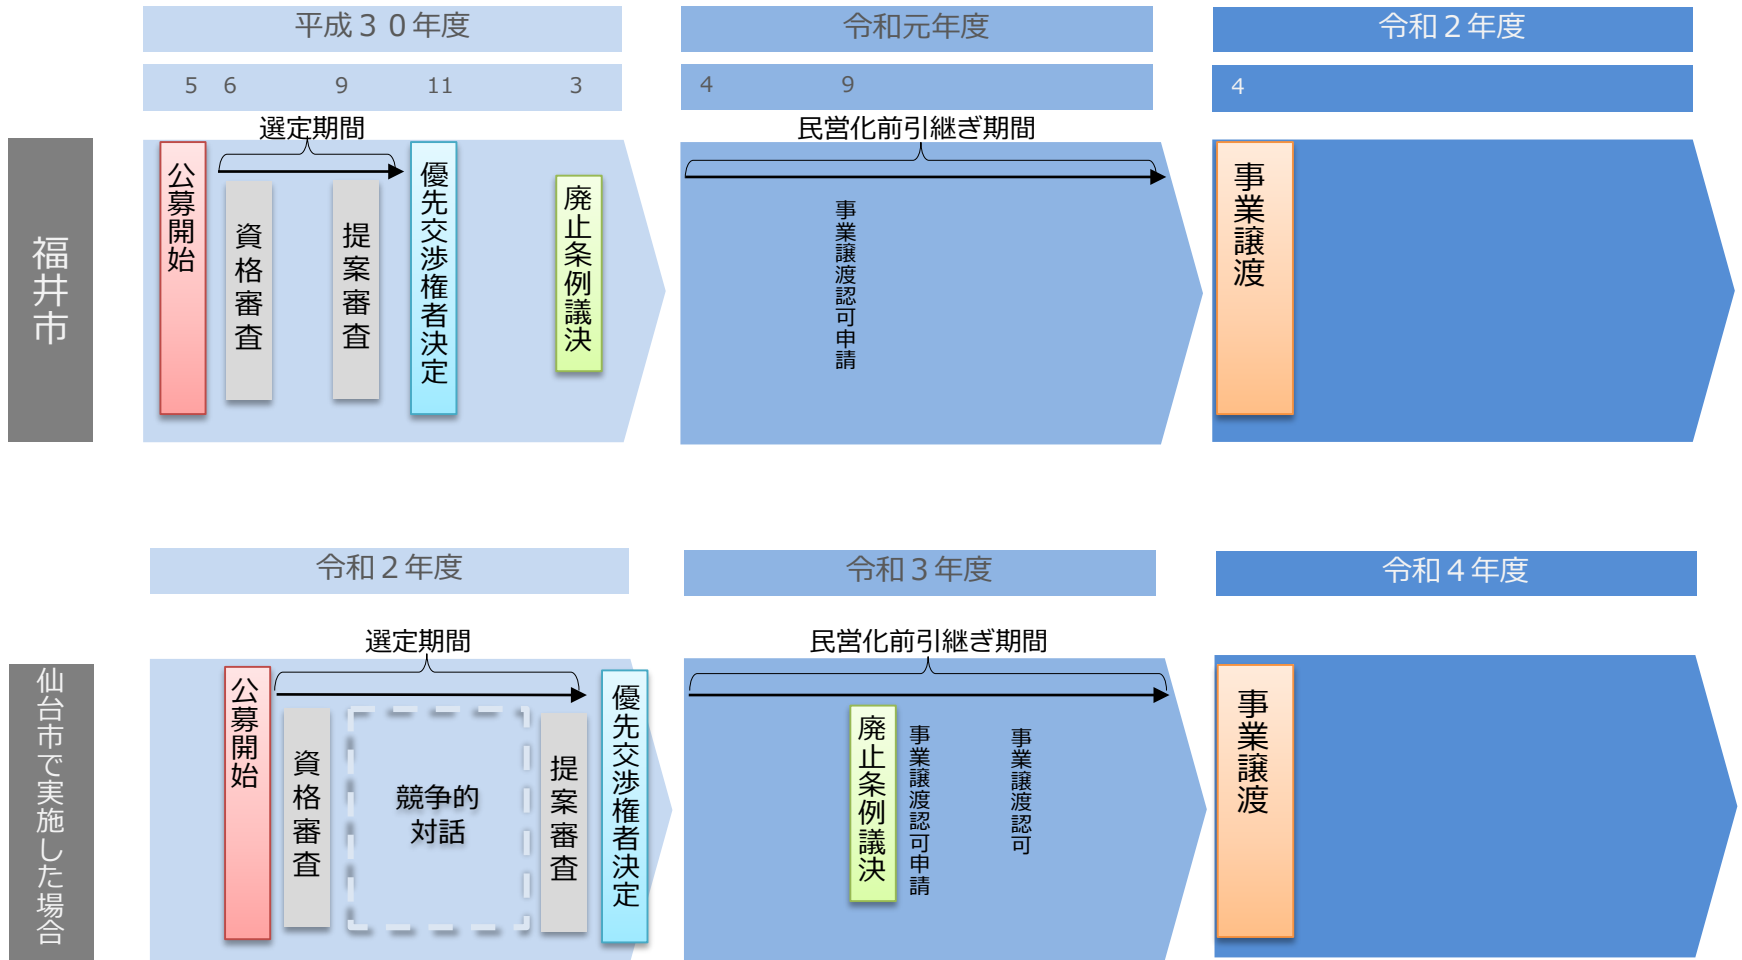 平成３０年度
令和元年度
令和２年度
5 6 9 11 3
4 9
4
選定期間
民営化前引継ぎ期間
福井市
公募開始
資格審査
提案審査
優先交渉権者決定
廃止条例議決
事業譲渡認可申請
事業譲渡
令和２年度
令和３年度
令和４年度
選定期間
民営化前引継ぎ期間
仙台市で実施した場合
公募開始
資格審査
競争的
対話
提案審査
優先交渉権者決定
廃止条例議決
事業譲渡認可申請
事業譲渡認可
事業譲渡